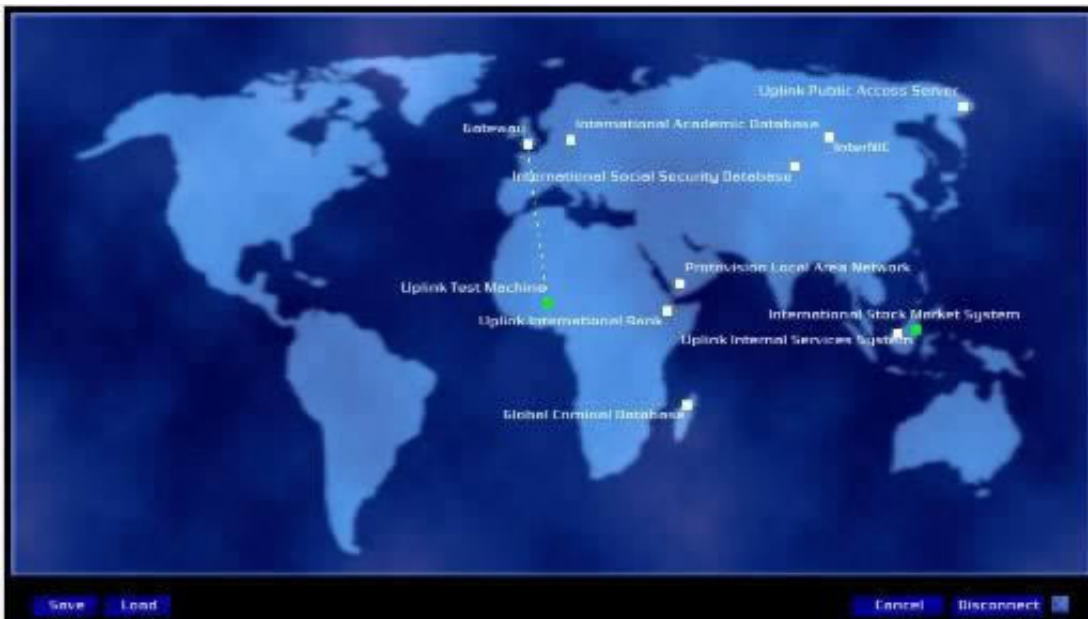 Uplink Public Access Server
Gateway
International Academic Database
InterNIC
International Social Security Database
Protovision Local Area Network
Uplink Test Machine
International Stock Market System
Uplink International Bank
Uplink Internal Services System
Global Criminal Database
Save
Load
Cancel
Disconnect